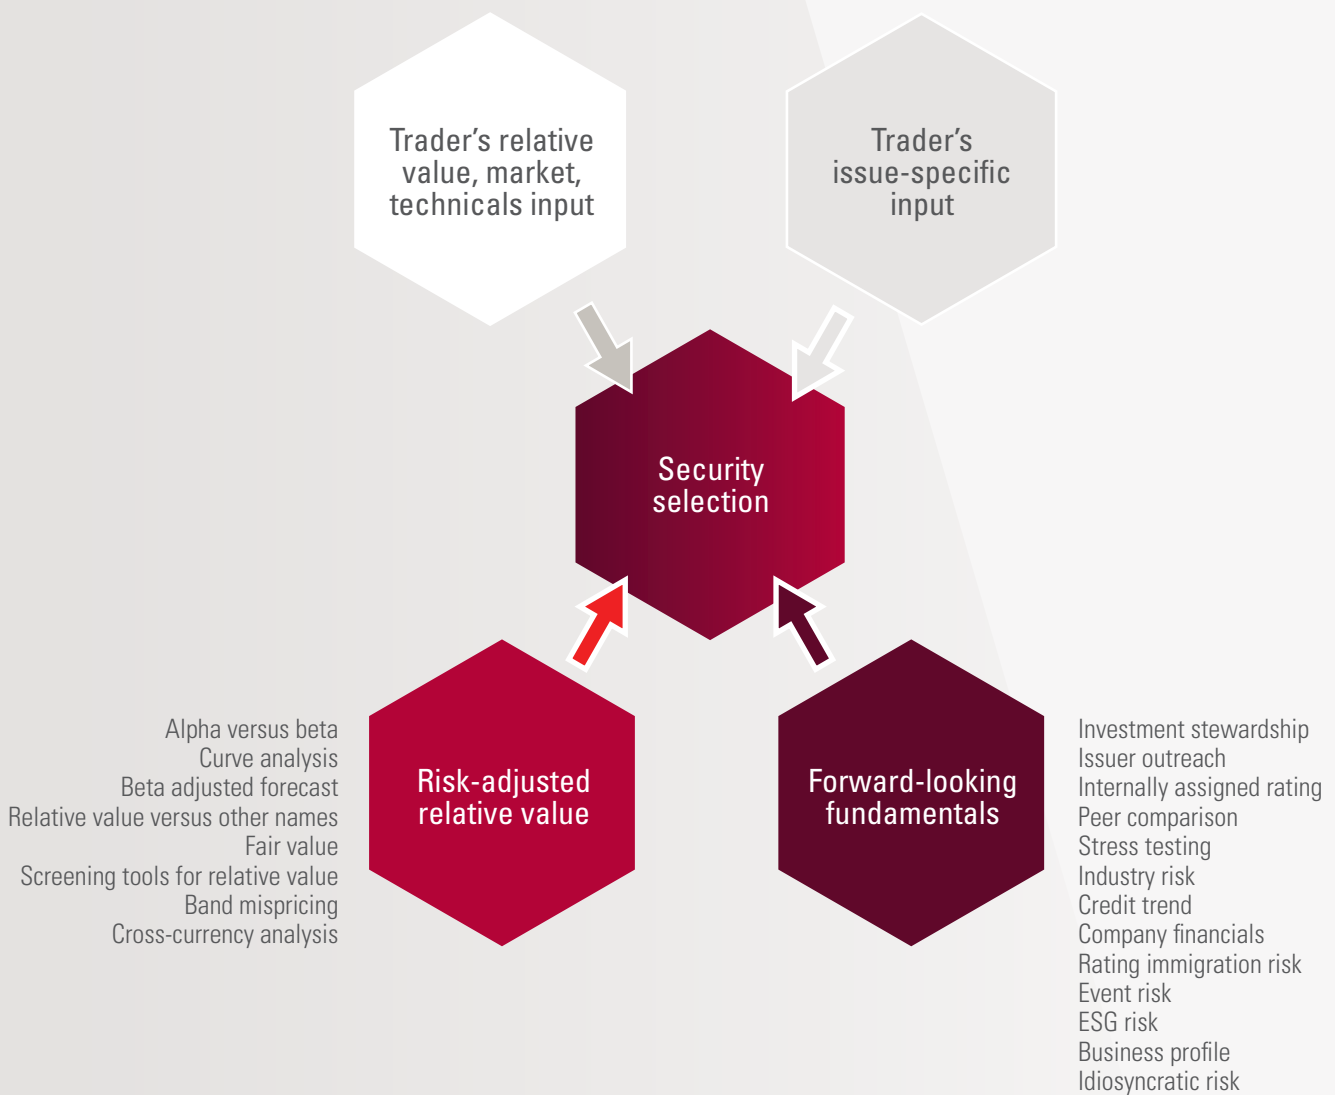 Trader's relative
value, market,
technicals input
Trader's
issue-specific
input
Security
selection
Alpha versus beta
Curve analysis
Beta adjusted forecast
Relative value versus other names
Fair value
Screening tools for relative value
Band mispricing
Cross-currency analysis
Risk-adjusted
relative value
Forward-looking
fundamentals
Investment stewardship
Issuer outreach
Internally assigned rating
Peer comparison
Stress testing
Industry risk
Credit trend
Company financials
Rating immigration risk
Event risk
ESG risk
Business profile
Idiosyncratic risk